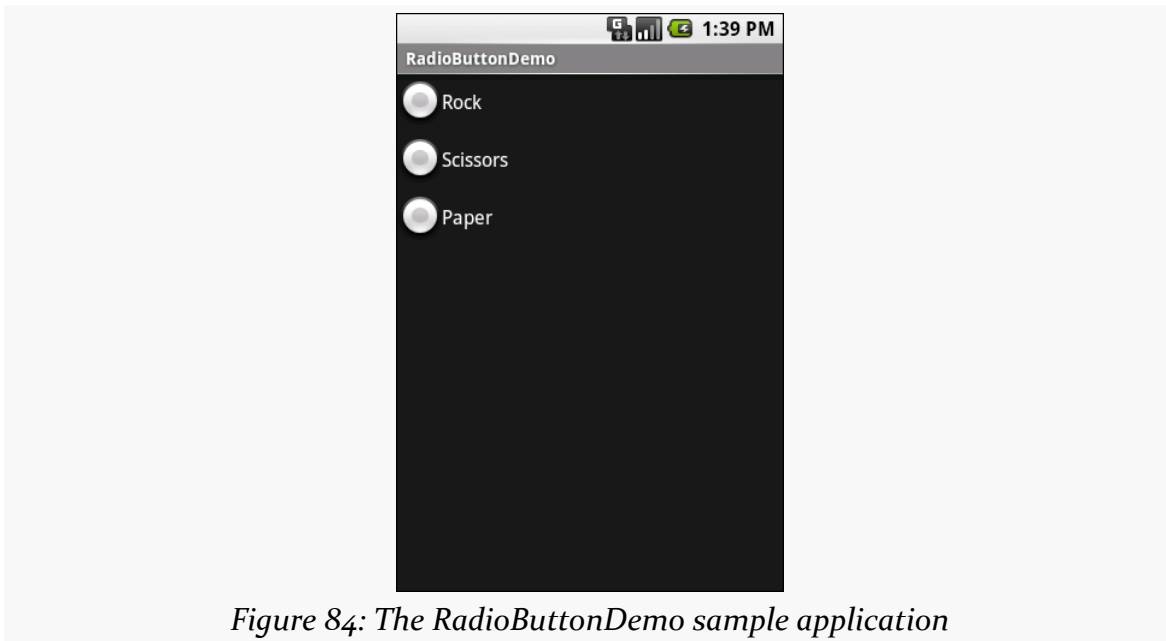 G 1:39 PM
RadioButtonDemo
Rock
Scissors
Paper
Figure 84: The RadioButtonDemo sample application